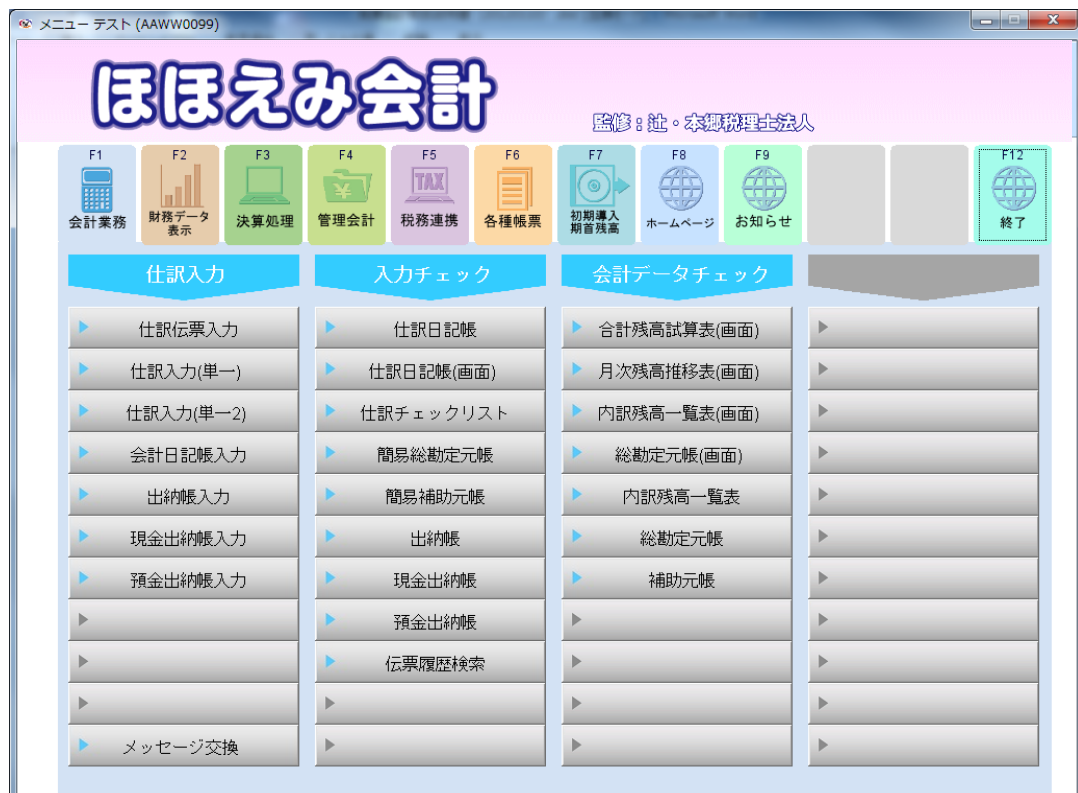 メニュー テスト (AAWW0099)
ほほえみ会計
監修：辻・本郷税理士法人
F1
会計業務
F2
財務データ
表示
F3
決算処理
F4
管理会計
F5
TAX
税務連携
F6
各種帳票
F7
初期導入
期首残高
F8
ホームページ
F9
お知らせ
F12
終了
仕訳入力
仕訳伝票入力
仕訳入力(単一)
仕訳入力(単一2)
会計日記帳入力
出納帳入力
現金出納帳入力
預金出納帳入力
メッセージ交換
入力チェック
仕訳日記帳
仕訳日記帳(画面)
仕訳チェックリスト
簡易総勘定元帳
簡易補助元帳
出納帳
現金出納帳
預金出納帳
伝票履歴検索
会計データチェック
合計残高試算表(画面)
月次残高推移表(画面)
内訳残高一覧表(画面)
総勘定元帳(画面)
内訳残高一覧表
総勘定元帳
補助元帳